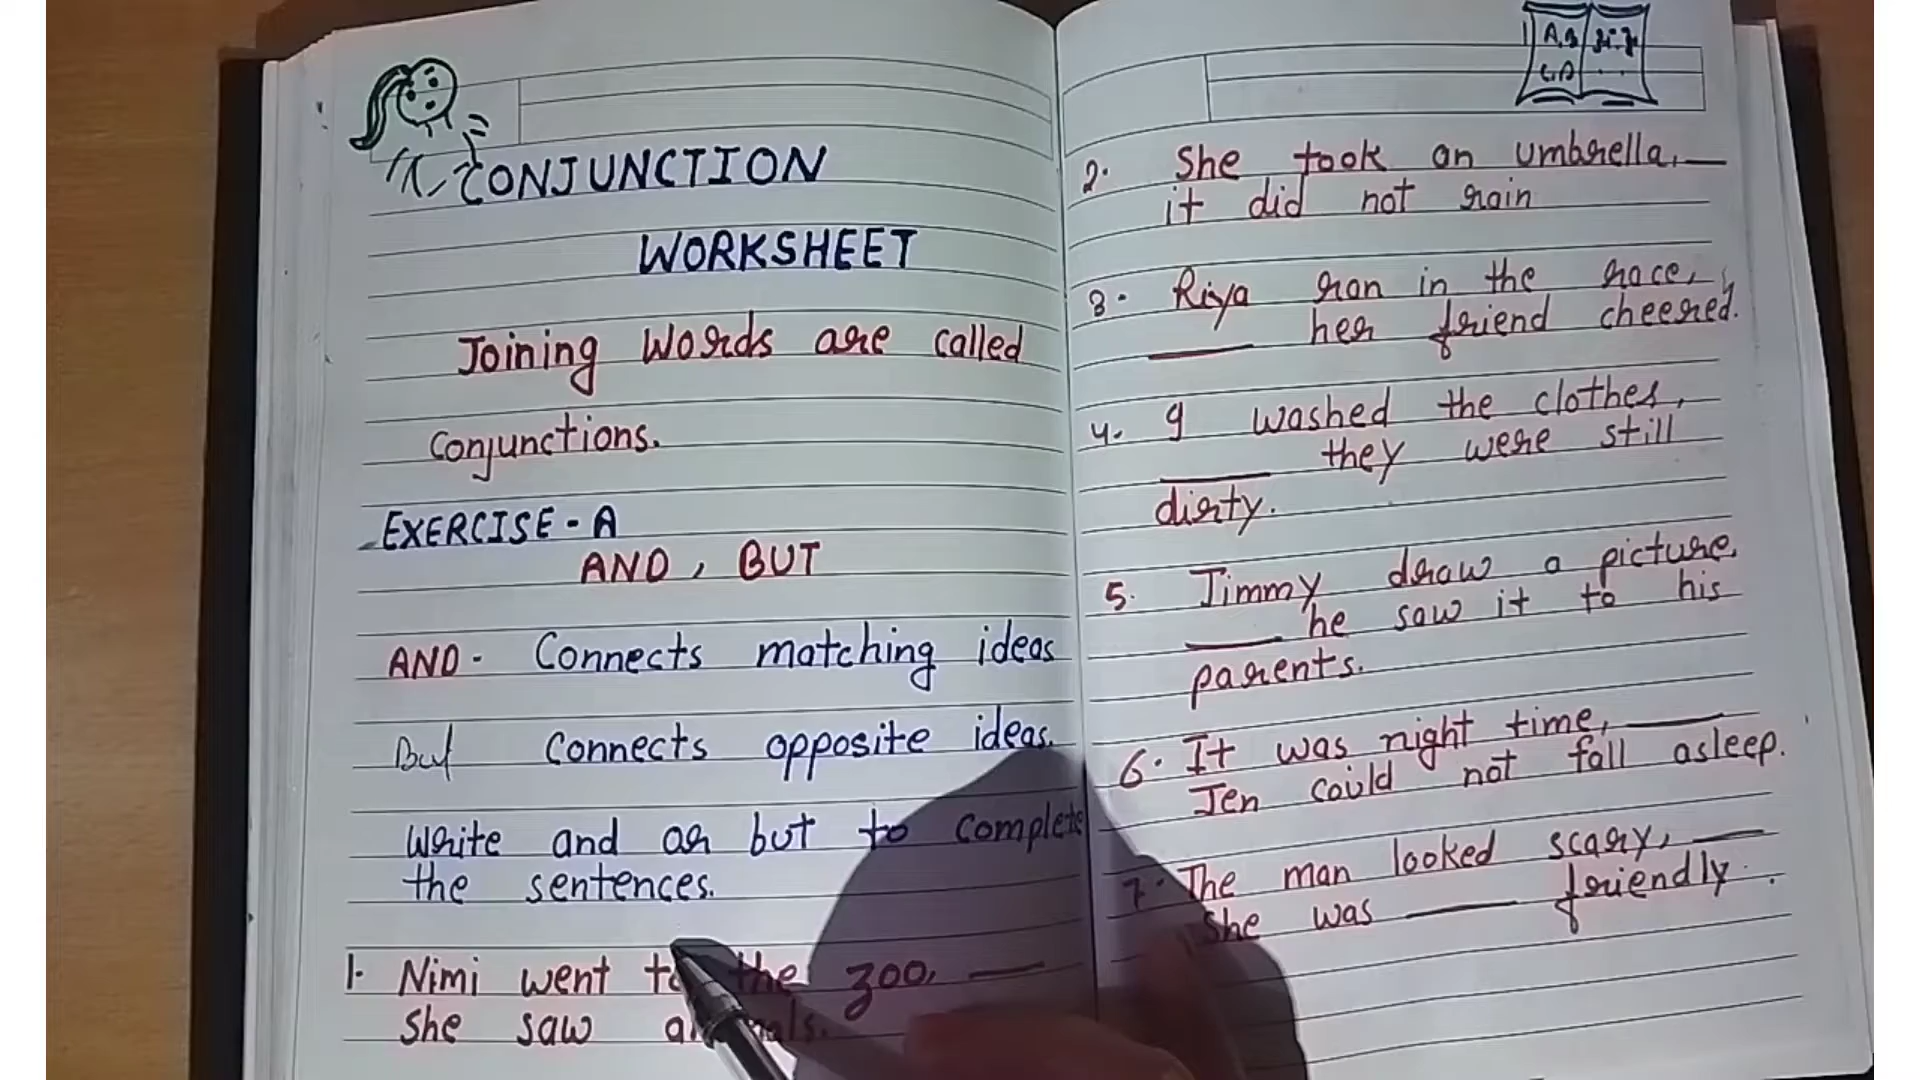 CONJUNCTION
WORKSHEET
Joining words are called
conjunctions.
EXERCISE - A
AND, BUT
AND - Connects matching ideas
But connects opposite ideas.
Write and or but to complete
the sentences.
1. Nimi went to the zoo, ___
she saw
2. She took an umbrella, ___
it did not rain
3. Riya ran in the race,
___ her friend cheered.
4. I washed the clothes,
___ they were still
dirty.
5. Jimmy draw a picture,
___ he saw it to his
parents.
6. It was night time, ___
Jen could not fall asleep.
7. The man looked scary, ___
She was ___ friendly.